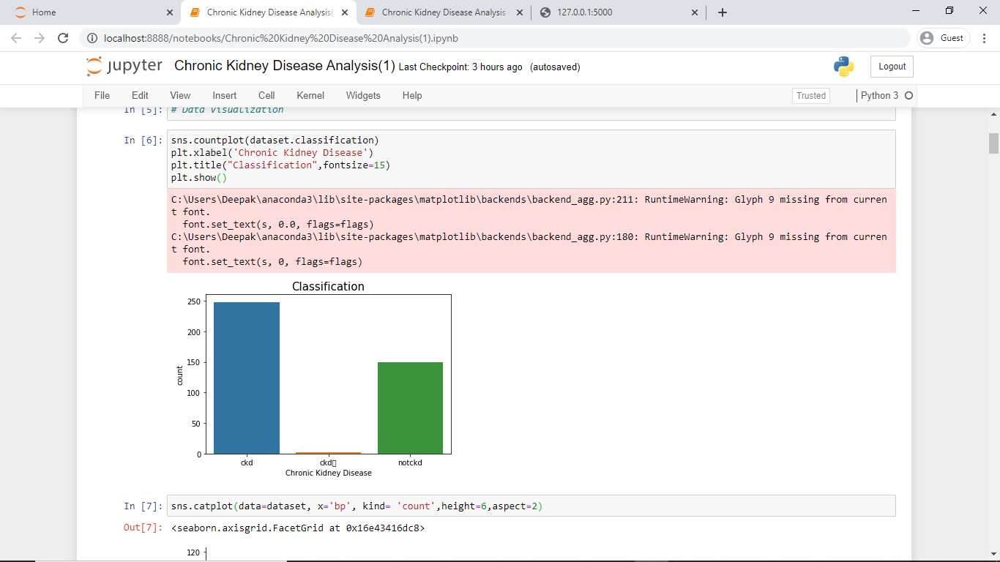 Home
Chronic Kidney Disease Analysis(
Chronic Kidney Disease Analysis
127.0.0.1:5000
localhost:8888/notebooks/Chronic%20Kidney%20Disease%20Analysis(1).ipynb
Guest
jupyter Chronic Kidney Disease Analysis(1) Last Checkpoint: 3 hours ago (autosaved)
Logout
File Edit View Insert Cell Kernel Widgets Help
Trusted
Python 3
In [5]: # Data Visualization
In [6]: sns.countplot(dataset.classification)
plt.xlabel('Chronic Kidney Disease')
plt.title("Classification",fontsize=15)
plt.show()
C:\Users\Deepak\anaconda3\lib\site-packages\matplotlib\backends\backend_agg.py:211: RuntimeWarning: Glyph 9 missing from curren
t font.
font.set_text(s, 0.0, flags=flags)
C:\Users\Deepak\anaconda3\lib\site-packages\matplotlib\backends\backend_agg.py:180: RuntimeWarning: Glyph 9 missing from curren
t font.
font.set_text(s, 0, flags=flags)
Classification
250
200
150
100
50
0
count
ckd ckd▯ notckd
Chronic Kidney Disease
In [7]: sns.catplot(data=dataset, x='bp', kind= 'count',height=6,aspect=2)
Out[7]: <seaborn.axisgrid.FacetGrid at 0x16e43416dc8>
120